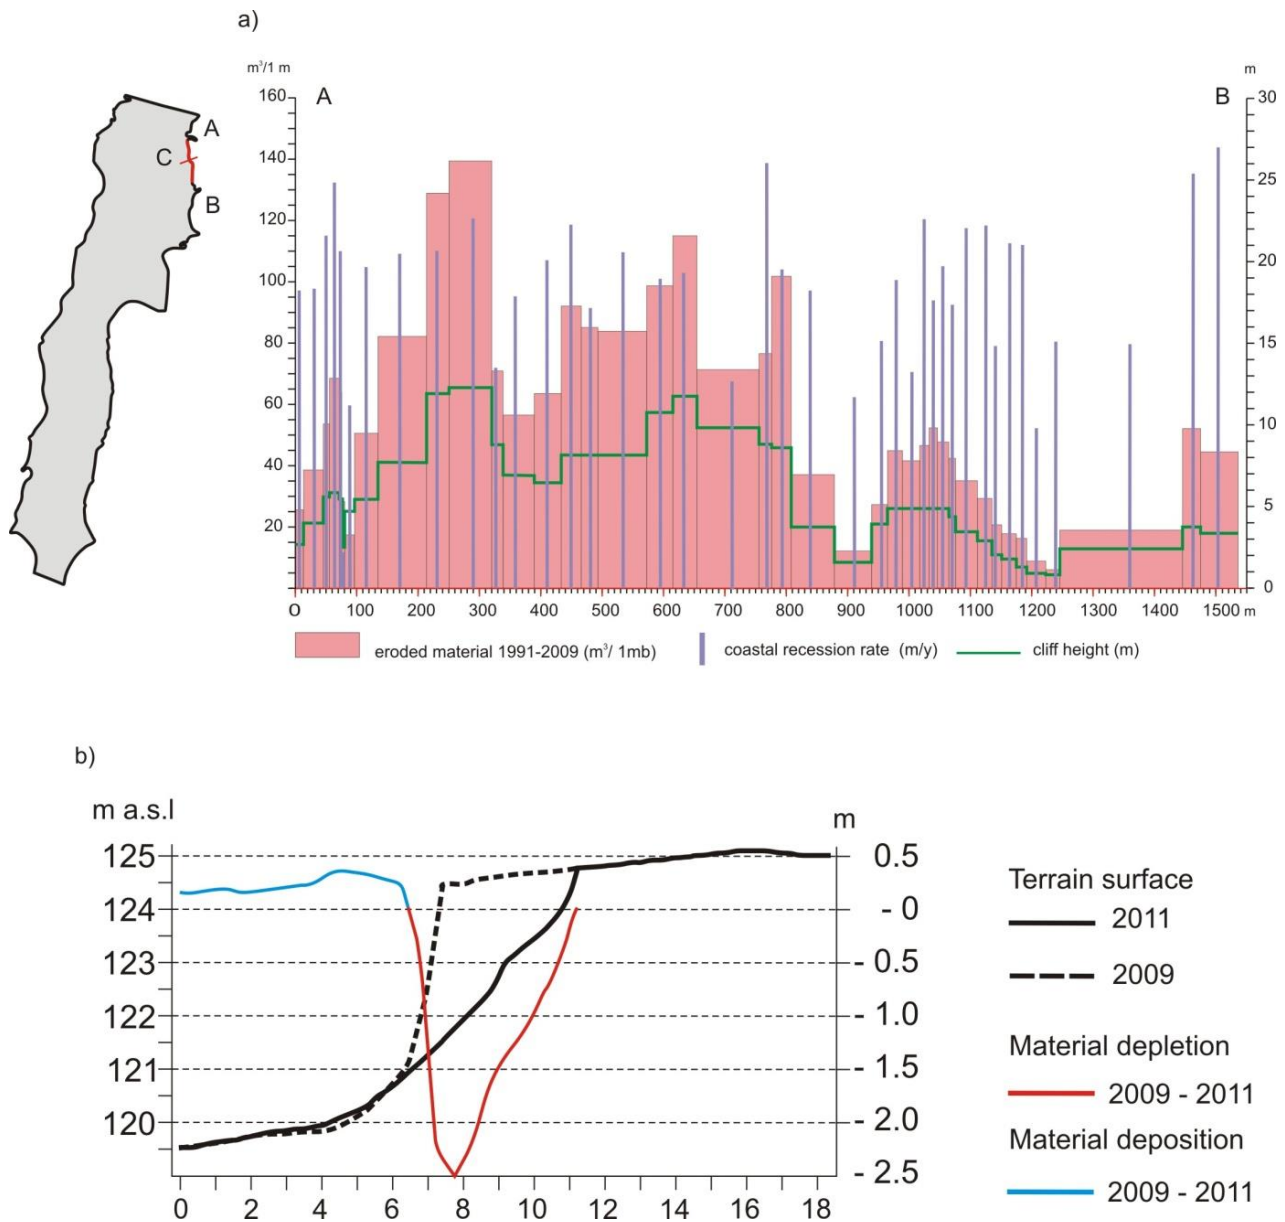 a)
m³/1 m
m
A
B
160
140
120
100
80
60
40
20
30
25
20
15
10
5
0
A
C
B
0 100 200 300 400 500 600 700 800 900 1000 1100 1200 1300 1400 1500 m
eroded material 1991-2009 (m³/ 1mb)
coastal recession rate (m/y)
cliff height (m)
b)
m a.s.l
m
125
124
123
122
121
120
0.5
- 0
- 0.5
- 1.0
- 1.5
- 2.0
- 2.5
0 2 4 6 8 10 12 14 16 18
Terrain surface
2011
2009
Material depletion
2009 - 2011
Material deposition
2009 - 2011